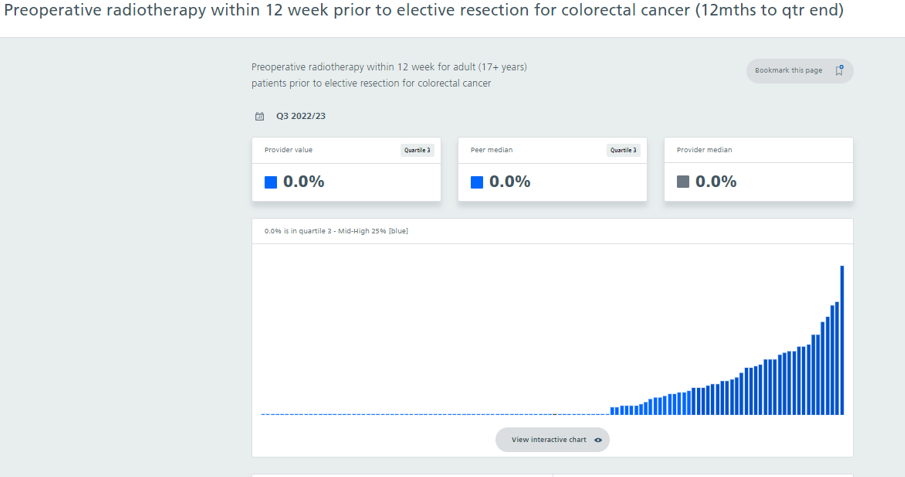 Preoperative radiotherapy within 12 week prior to elective resection for colorectal cancer (12mths to qtr end)
Preoperative radiotherapy within 12 week for adult (17+ years)
patients prior to elective resection for colorectal cancer
Bookmark this page
Q3 2022/23
Provider value
Quartile 3
0.0%
Peer median
Quartile 3
0.0%
Provider median
0.0%
0.0% is in quartile 3 - Mid-High 25% [blue]
View interactive chart